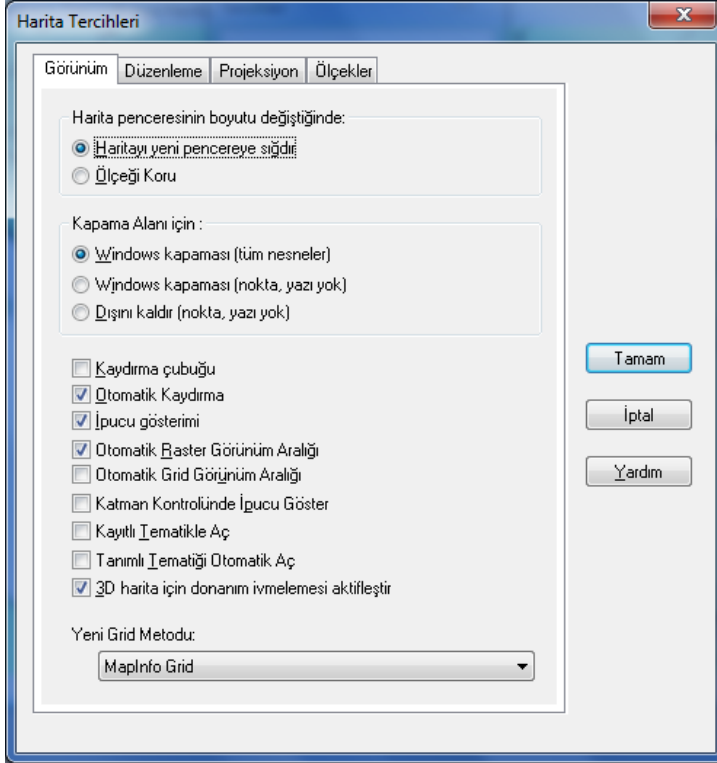 Harita Tercihleri
Görünüm Düzenleme Projeksiyon Ölçekler
Harita penceresinin boyutu değiştiğinde:
Haritayı yeni pencereye sığdır
Ölçeği Koru
Kapama Alanı için :
Windows kapaması (tüm nesneler)
Windows kapaması (nokta, yazı yok)
Dışını kaldır (nokta, yazı yok)
Kaydırma çubuğu
Otomatik Kaydırma
İpucu gösterimi
Otomatik Raster Görünüm Aralığı
Otomatik Grid Görünüm Aralığı
Katman Kontrolünde İpucu Göster
Kayıtlı Tematikle Aç
Tanımlı Tematiği Otomatik Aç
3D harita için donanım ivmelemesi aktifleştir
Yeni Grid Metodu:
MapInfo Grid
Tamam
İptal
Yardım